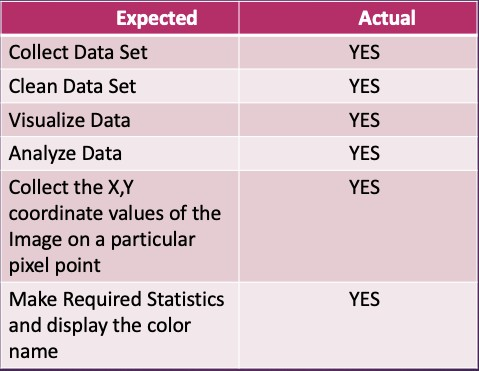 Expected Actual
Collect Data Set YES
Clean Data Set YES
Visualize Data YES
Analyze Data YES
Collect the X,Y YES
coordinate values of the
Image on a particular
pixel point
Make Required Statistics YES
and display the color
name